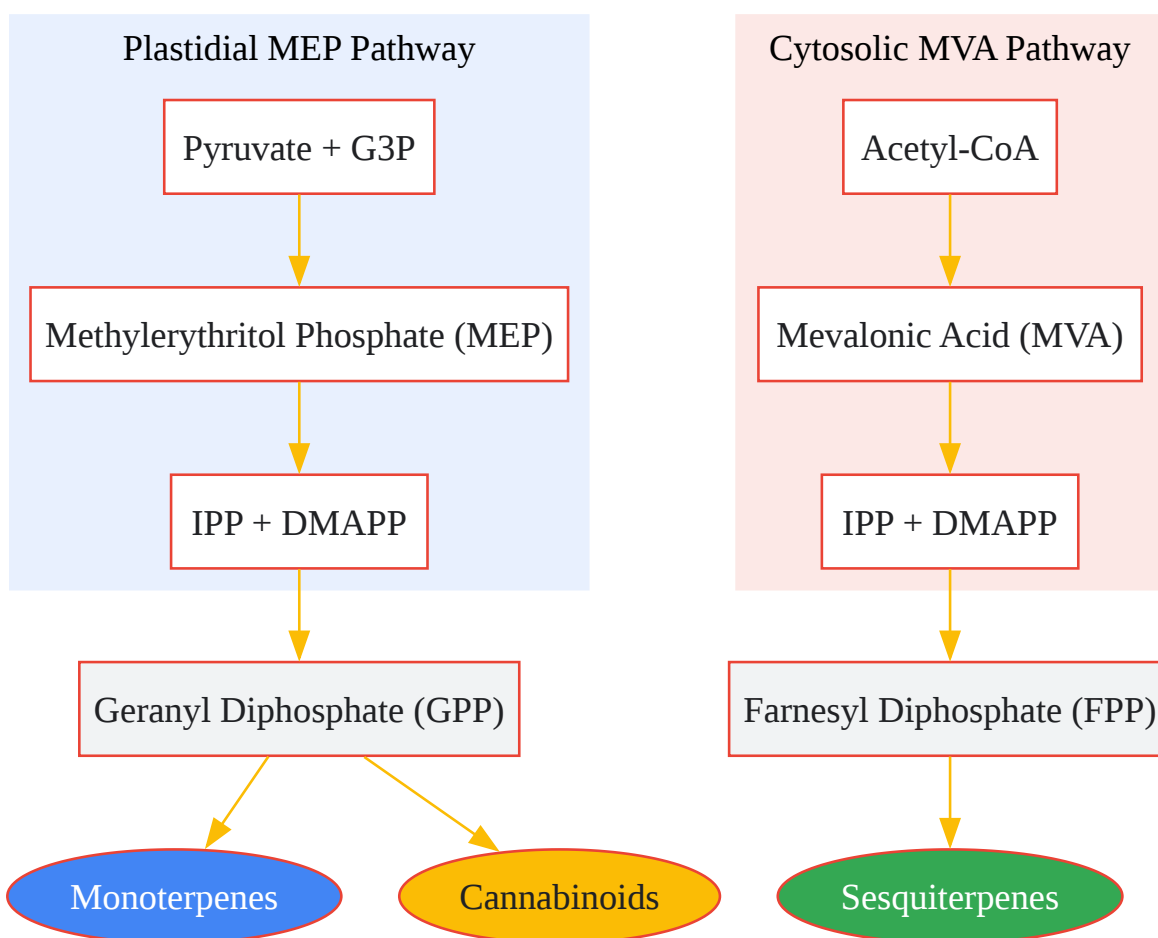 Plastidial MEP Pathway
Cytosolic MVA Pathway
Pyruvate + G3P
Acetyl-CoA
Methylerythritol Phosphate (MEP)
Mevalonic Acid (MVA)
IPP + DMAPP
IPP + DMAPP
Geranyl Diphosphate (GPP)
Farnesyl Diphosphate (FPP)
Monoterpenes
Cannabinoids
Sesquiterpenes